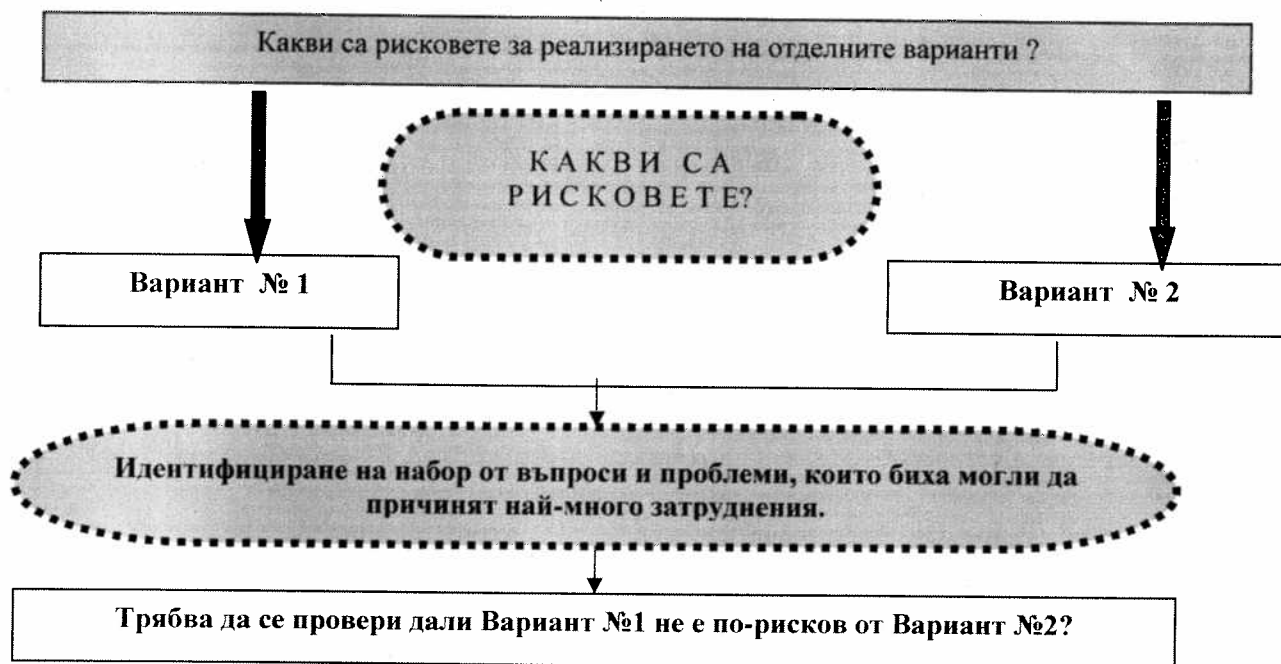 Какви са рисковете за реализирането на отделните варианти ?
КАКВИ СА
РИСКОВЕТЕ?
Вариант № 1
Вариант № 2
Идентифициране на набор от въпроси и проблеми, които биха могли да
причинят най-много затруднения.
Трябва да се провери дали Вариант №1 не е по-рисков от Вариант №2?